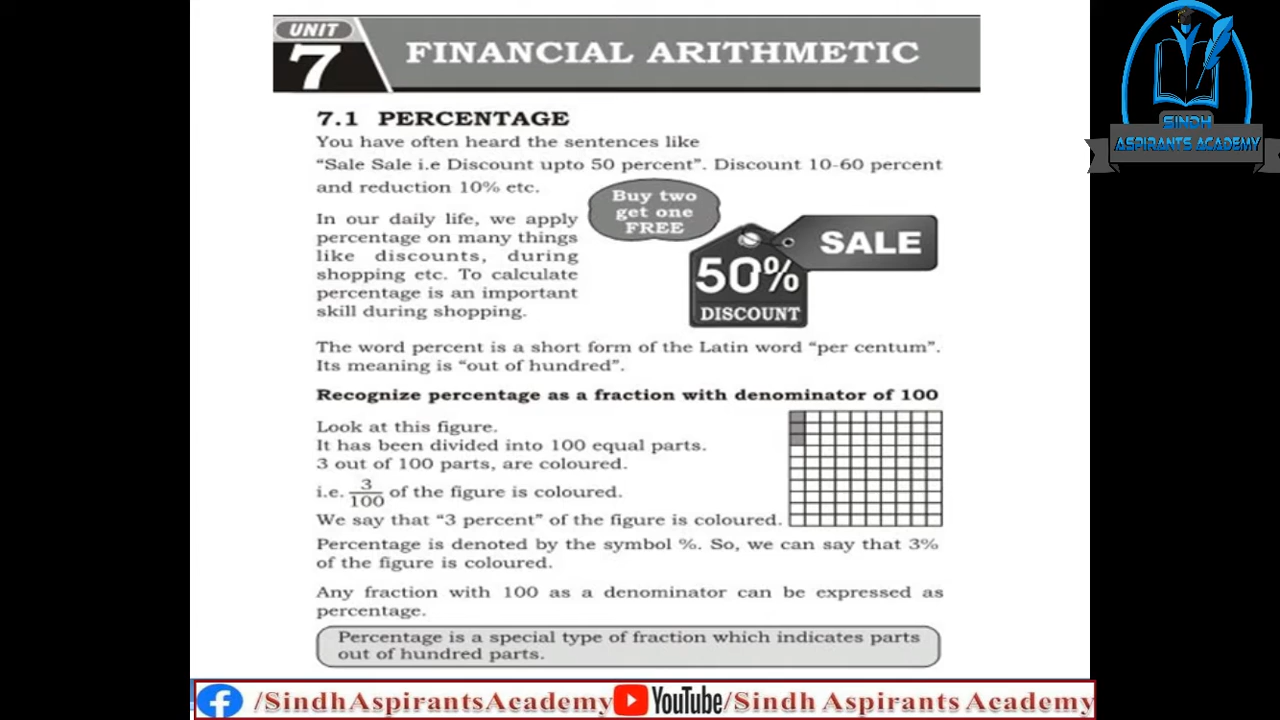 UNIT
7
FINANCIAL ARITHMETIC
SINDH
ASPIRANTS ACADEMY
7.1 PERCENTAGE
You have often heard the sentences like
“Sale Sale i.e Discount upto 50 percent”. Discount 10-60 percent
and reduction 10% etc.
Buy two
get one
FREE
In our daily life, we apply
percentage on many things
like discounts, during
shopping etc. To calculate
percentage is an important
skill during shopping.
SALE
50%
DISCOUNT
The word percent is a short form of the Latin word “per centum”.
Its meaning is “out of hundred”.
Recognize percentage as a fraction with denominator of 100
Look at this figure.
It has been divided into 100 equal parts.
3 out of 100 parts, are coloured.
i.e. 3/100 of the figure is coloured.
We say that “3 percent” of the figure is coloured.
Percentage is denoted by the symbol %. So, we can say that 3%
of the figure is coloured.
Any fraction with 100 as a denominator can be expressed as
percentage.
Percentage is a special type of fraction which indicates parts
out of hundred parts.
/SindhAspirantsAcademy YouTube/Sindh Aspirants Academy